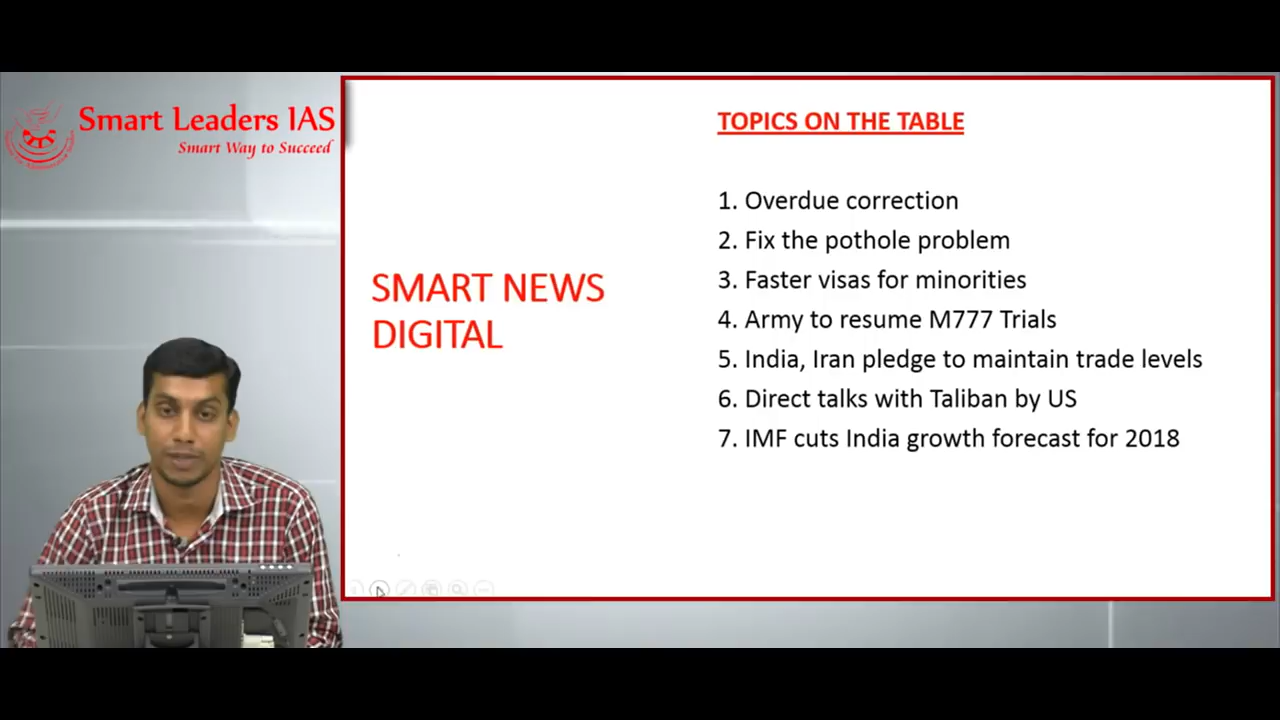 Smart Leaders IAS
Smart Way to Succeed
SMART NEWS
DIGITAL
TOPICS ON THE TABLE
1. Overdue correction
2. Fix the pothole problem
3. Faster visas for minorities
4. Army to resume M777 Trials
5. India, Iran pledge to maintain trade levels
6. Direct talks with Taliban by US
7. IMF cuts India growth forecast for 2018